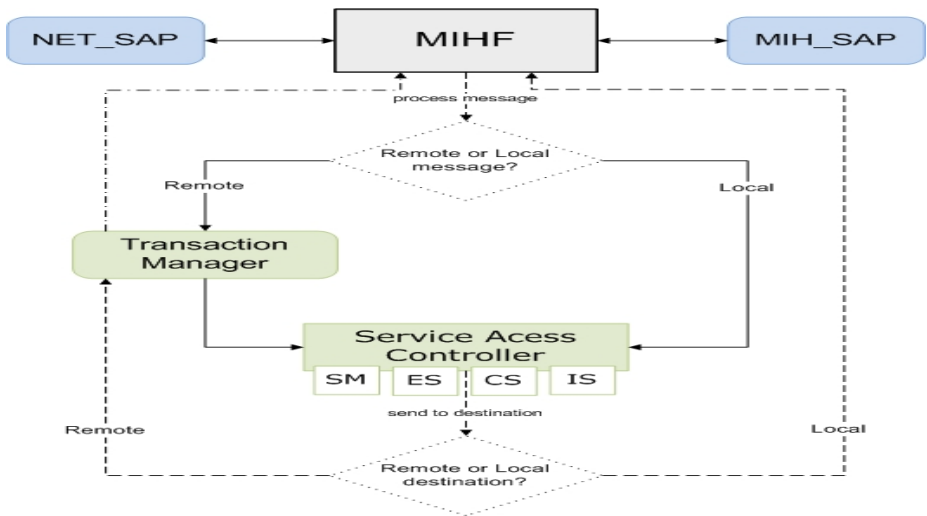 NET_SAP
MIHF
MIH_SAP
process message
Remote or Local
message?
Remote
Local
Transaction
Manager
Service Acess
Controller
SM
ES
CS
IS
send to destination
Remote
Local
Remote or Local
destination?